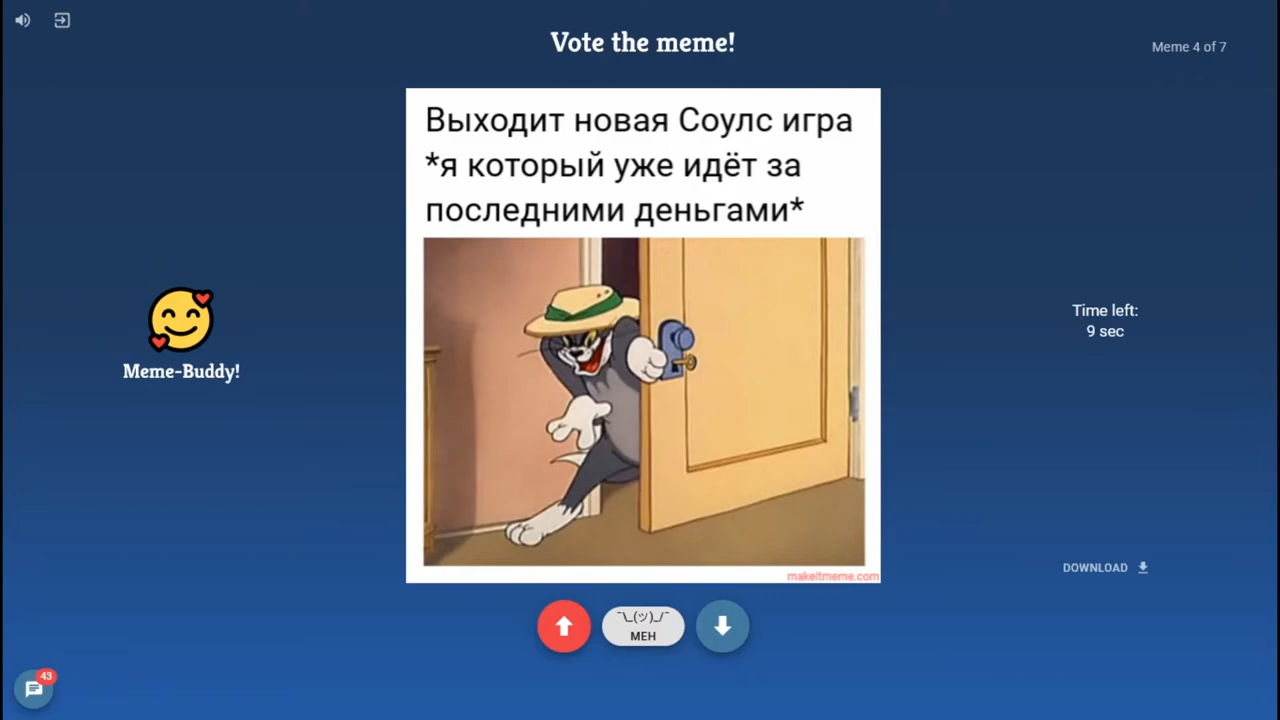 Vote the meme!
Meme 4 of 7
Выходит новая Соулс игра
*я который уже идёт за
последними деньгами*
Meme-Buddy!
Time left:
9 sec
makeitmeme.com
DOWNLOAD
¯\_(ツ)_/¯
MEH
43